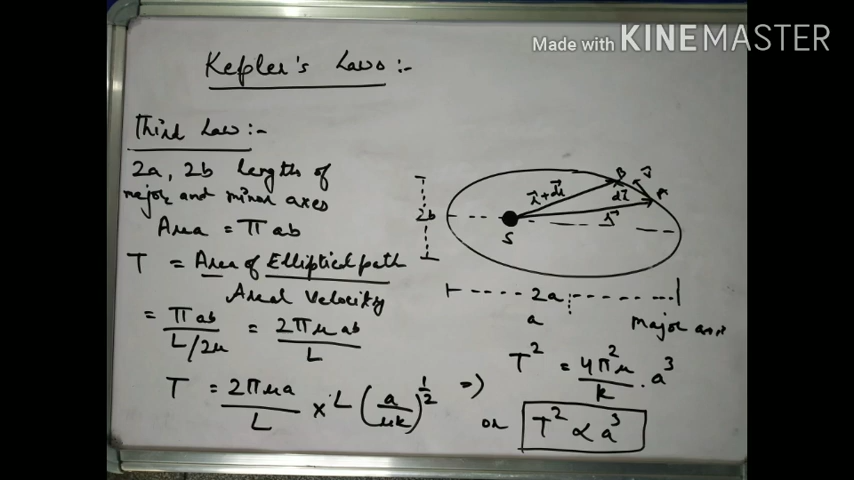 Made with KINEMASTER
Kepler's Laws :-
Third Law :-
2a, 2b lengths of
major and minor axes
Area = πab
T = Area of Elliptical path
Areal Velocity
= πab / L/2μ = 2πμab / L
T = 2πμa / L × L (a / μk)^1/2 =>
T² = 4π²μ / k . a³
or T² ∝ a³
B
A
r⃗+dr⃗
dr⃗
r⃗
S
2b
2a
a
major axis